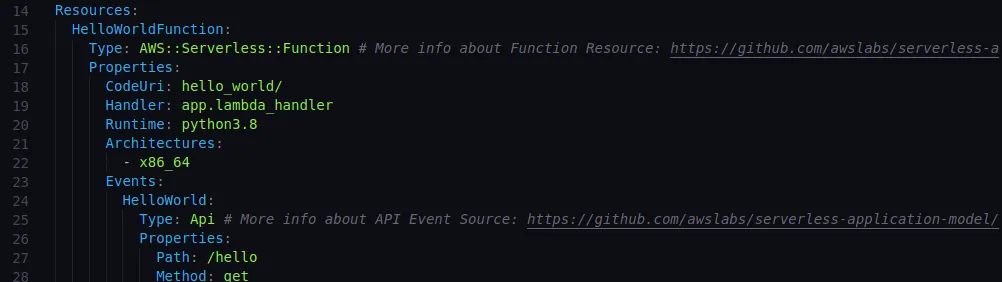 14 Resources:
15 HelloWorldFunction:
16 Type: AWS::Serverless::Function # More info about Function Resource: https://github.com/awslabs/serverless-a
17 Properties:
18 CodeUri: hello_world/
19 Handler: app.lambda_handler
20 Runtime: python3.8
21 Architectures:
22 - x86_64
23 Events:
24 HelloWorld:
25 Type: Api # More info about API Event Source: https://github.com/awslabs/serverless-application-model/
26 Properties:
27 Path: /hello
28 Method: get